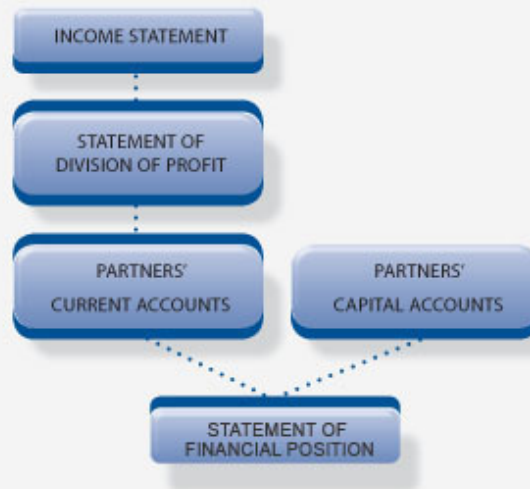 INCOME STATEMENT
STATEMENT OF
DIVISION OF PROFIT
PARTNERS'
CURRENT ACCOUNTS
PARTNERS'
CAPITAL ACCOUNTS
STATEMENT OF
FINANCIAL POSITION